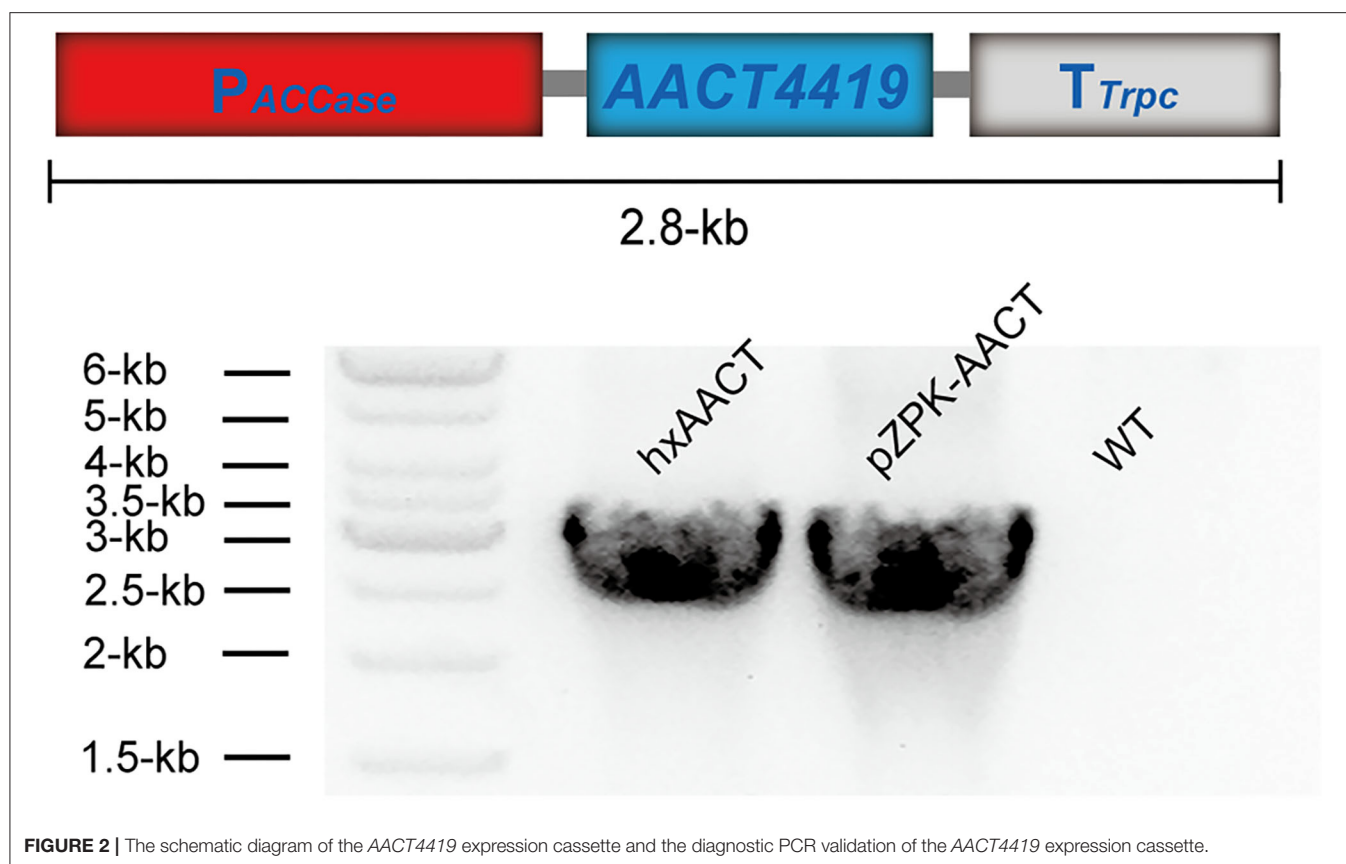 PACCase AACT4419 TTrpc
2.8-kb
hxAACT pZPK-AACT WT
6-kb
5-kb
4-kb
3.5-kb
3-kb
2.5-kb
2-kb
1.5-kb
FIGURE 2 | The schematic diagram of the AACT4419 expression cassette and the diagnostic PCR validation of the AACT4419 expression cassette.